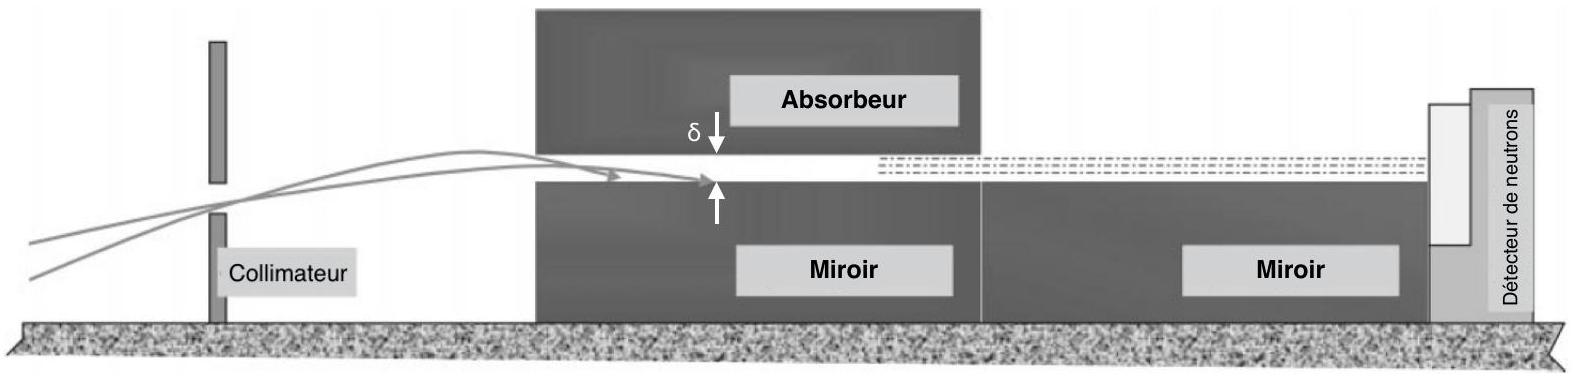 Absorbeur
δ
Collimateur
Miroir
Miroir
Détecteur de neutrons